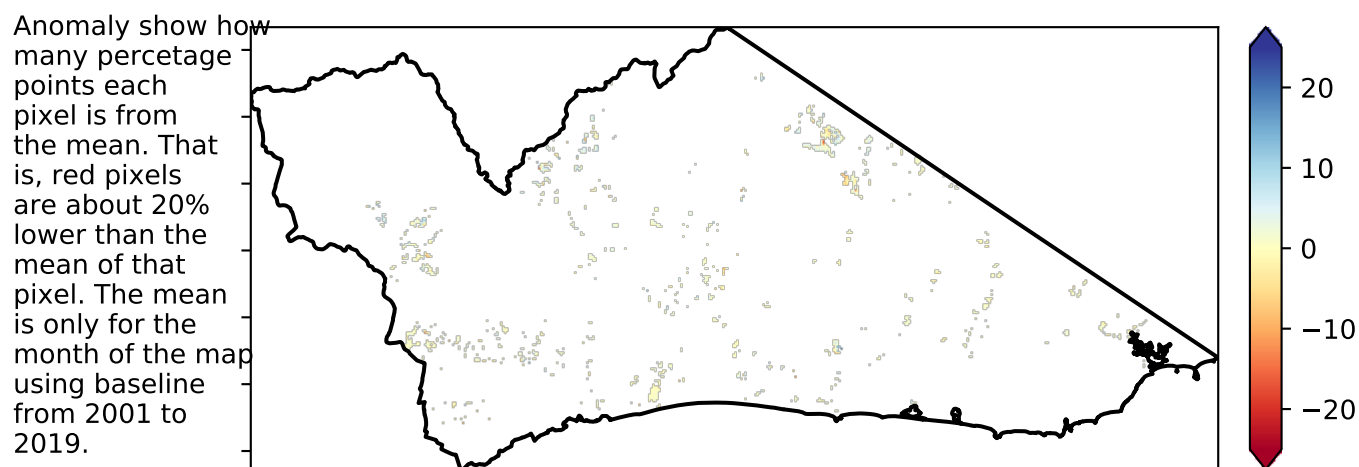 Anomaly show how
many percetage
points each
pixel is from
the mean. That
is, red pixels
are about 20%
lower than the
mean of that
pixel. The mean
is only for the
month of the map
using baseline
from 2001 to
2019.
20
10
0
−10
−20